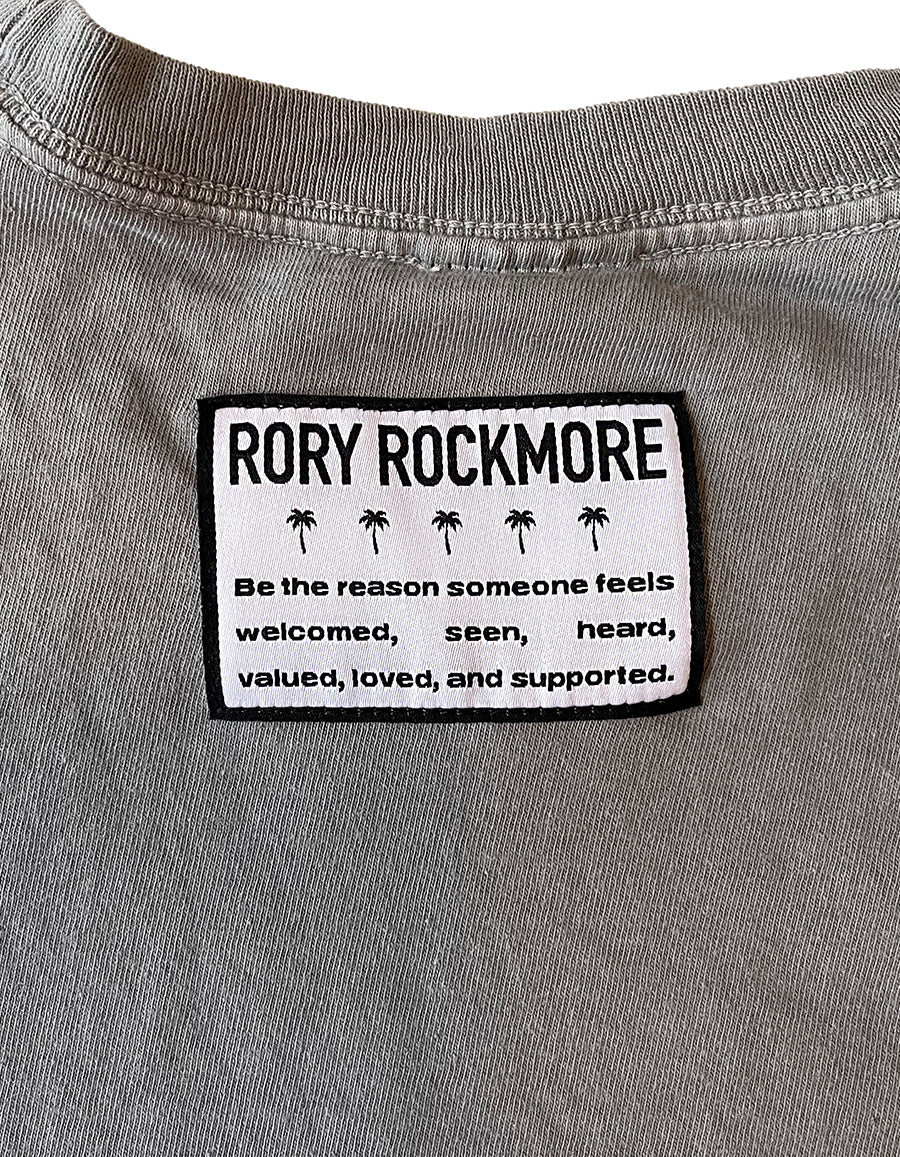 RORY ROCKMORE
Be the reason someone feels
welcomed, seen, heard,
valued, loved, and supported.